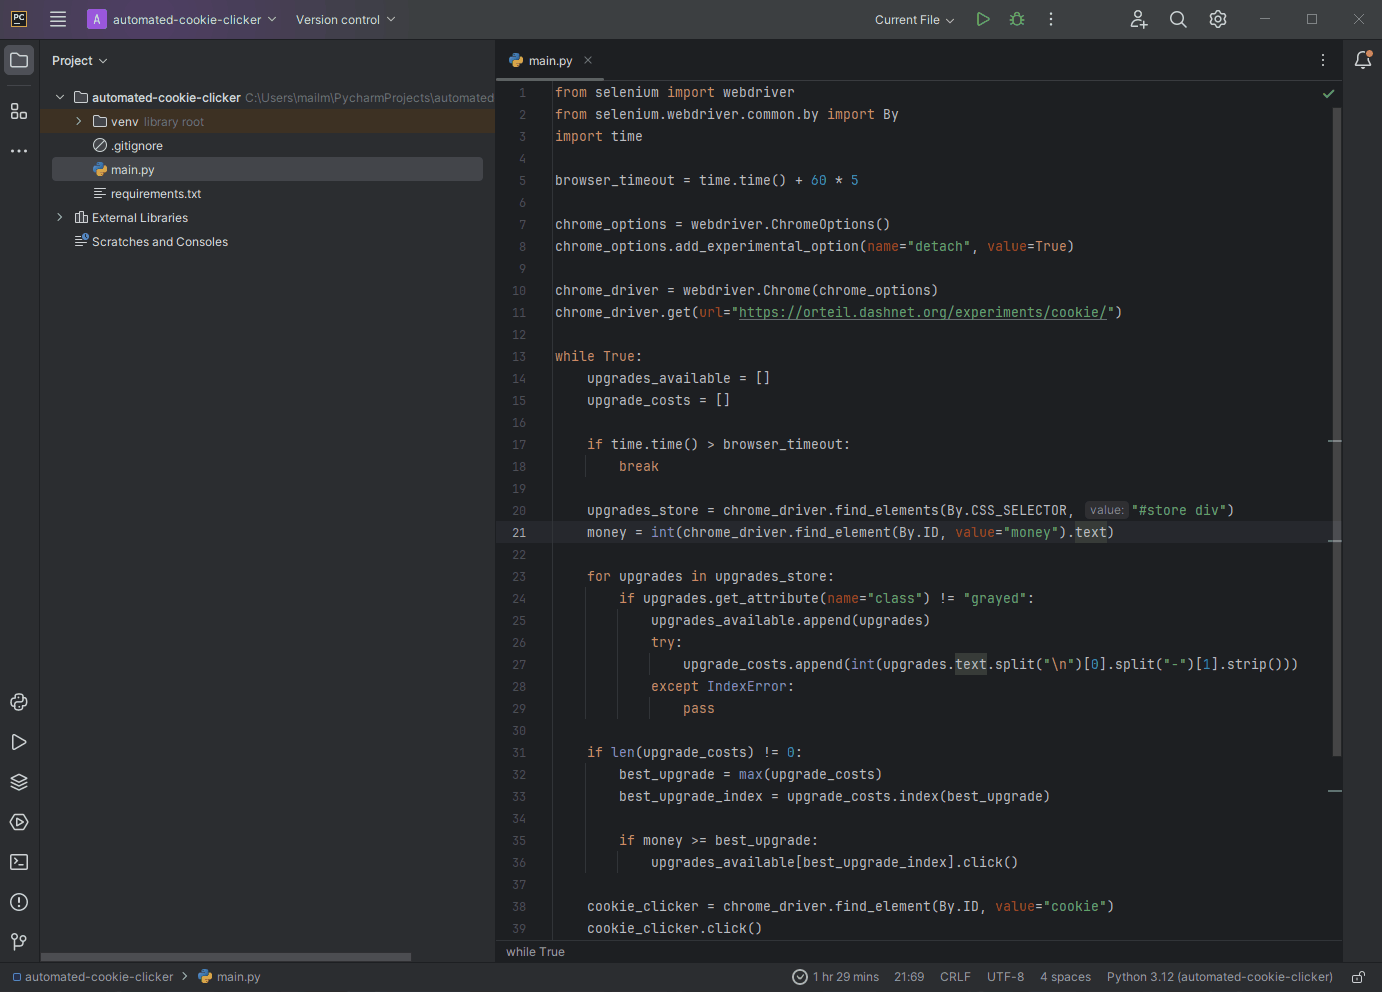 PC
A automated-cookie-clicker Version control Current File
Project
main.py
automated-cookie-clicker C:\Users\mailm\PycharmProjects\automated
venv library root
.gitignore
main.py
requirements.txt
External Libraries
Scratches and Consoles
1 from selenium import webdriver
2 from selenium.webdriver.common.by import By
3 import time
4
5 browser_timeout = time.time() + 60 * 5
6
7 chrome_options = webdriver.ChromeOptions()
8 chrome_options.add_experimental_option(name="detach", value=True)
9
10 chrome_driver = webdriver.Chrome(chrome_options)
11 chrome_driver.get(url="https://orteil.dashnet.org/experiments/cookie/")
12
13 while True:
14 upgrades_available = []
15 upgrade_costs = []
16
17 if time.time() > browser_timeout:
18 break
19
20 upgrades_store = chrome_driver.find_elements(By.CSS_SELECTOR, value: "#store div")
21 money = int(chrome_driver.find_element(By.ID, value="money").text)
22
23 for upgrades in upgrades_store:
24 if upgrades.get_attribute(name="class") != "grayed":
25 upgrades_available.append(upgrades)
26 try:
27 upgrade_costs.append(int(upgrades.text.split("\n")[0].split("-")[1].strip()))
28 except IndexError:
29 pass
30
31 if len(upgrade_costs) != 0:
32 best_upgrade = max(upgrade_costs)
33 best_upgrade_index = upgrade_costs.index(best_upgrade)
34
35 if money >= best_upgrade:
36 upgrades_available[best_upgrade_index].click()
37
38 cookie_clicker = chrome_driver.find_element(By.ID, value="cookie")
39 cookie_clicker.click()
while True
automated-cookie-clicker > main.py 1 hr 29 mins 21:69 CRLF UTF-8 4 spaces Python 3.12 (automated-cookie-clicker)